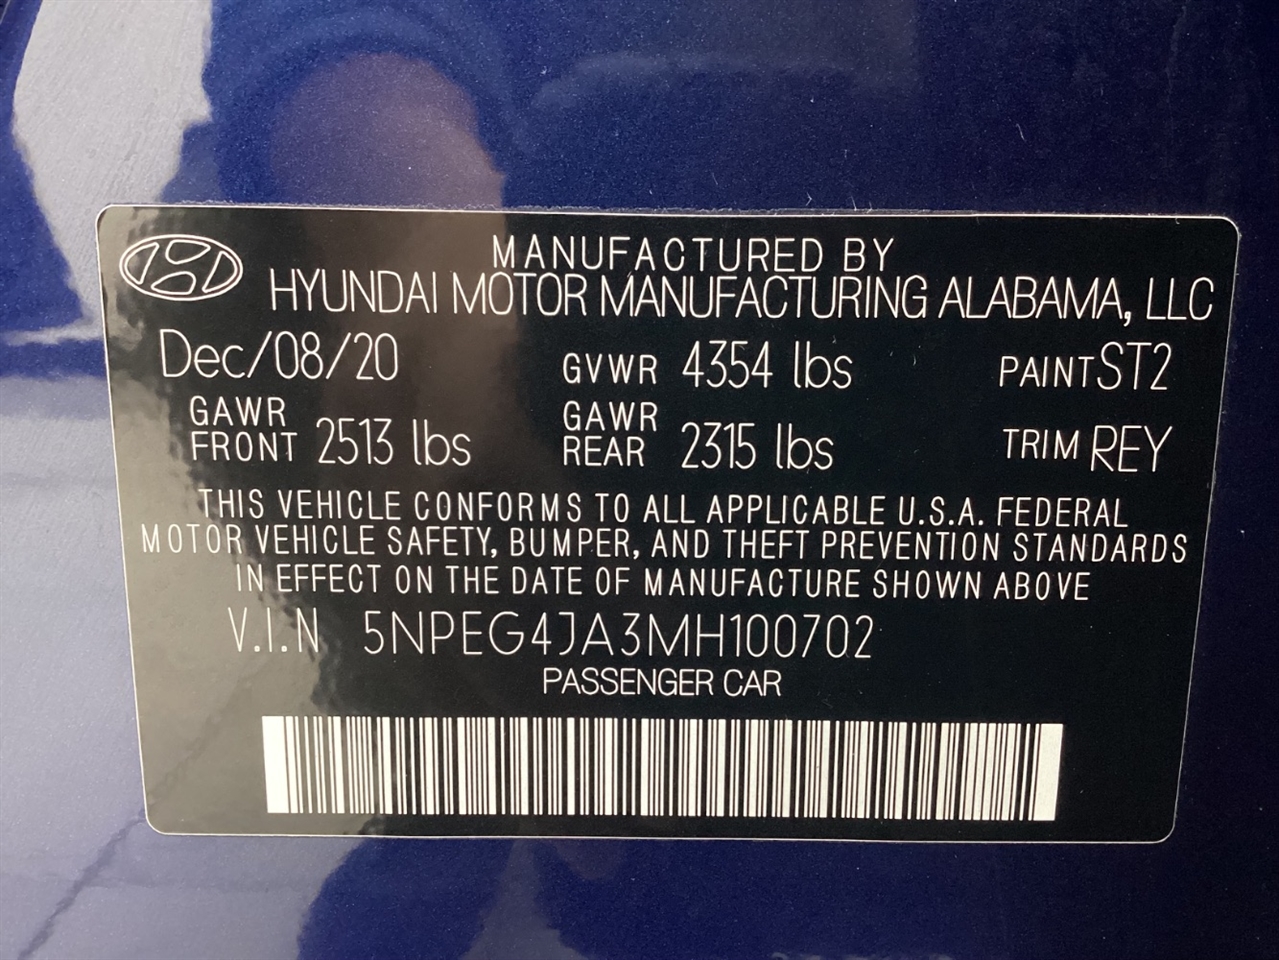 MANUFACTURED BY
HYUNDAI MOTOR MANUFACTURING ALABAMA, LLC
Dec/08/20 GVWR 4354 lbs PAINT ST2
GAWR FRONT 2513 lbs GAWR REAR 2315 lbs TRIM REY
THIS VEHICLE CONFORMS TO ALL APPLICABLE U.S.A. FEDERAL
MOTOR VEHICLE SAFETY, BUMPER, AND THEFT PREVENTION STANDARDS
IN EFFECT ON THE DATE OF MANUFACTURE SHOWN ABOVE
V.I.N 5NPEG4JA3MH100702
PASSENGER CAR